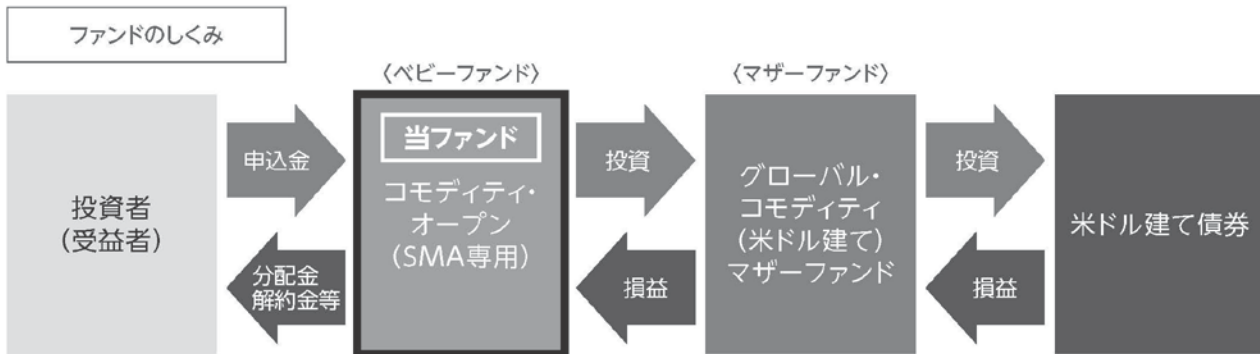 ファンドのしくみ
〈ベビーファンド〉
〈マザーファンド〉
投資者
(受益者)
申込金
分配金
解約金等
当ファンド
コモディティ・
オープン
(SMA専用)
投資
損益
グローバル・
コモディティ
(米ドル建て)
マザーファンド
投資
損益
米ドル建て債券